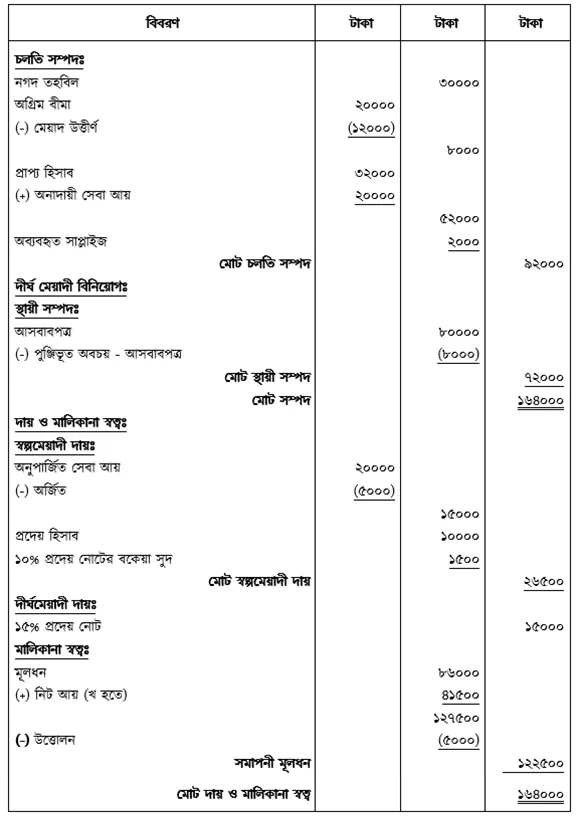 বিবরণ টাকা টাকা টাকা
চলতি সম্পদঃ
নগদ তহবিল ৩০০০০
অগ্রিম বীমা ২০০০০
(-) মেয়াদ উত্তীর্ণ (১২০০০)
৮০০০
প্রাপ্য হিসাব ৩২০০০
(+) অনাদায়ী সেবা আয় ২০০০০
৫২০০০
অব্যবহৃত সাপ্লাইজ ২০০০
মোট চলতি সম্পদ ৯২০০০
দীর্ঘ মেয়াদী বিনিয়োগঃ
স্থায়ী সম্পদঃ
আসবাবপত্র ৮০০০০
(-) পুঞ্জিভূত অবচয় - আসবাবপত্র (৮০০০)
মোট স্থায়ী সম্পদ ৭২০০০
মোট সম্পদ ১৬৪০০০
দায় ও মালিকানা স্বত্বঃ
স্বল্পমেয়াদী দায়ঃ
অনুপার্জিত সেবা আয় ২০০০০
(-) অর্জিত (৫০০০)
১৫০০০
প্রদেয় হিসাব ১০০০০
১০% প্রদেয় নোটের বকেয়া সুদ ১৫০০
মোট স্বল্পমেয়াদী দায় ২৬৫০০
দীর্ঘমেয়াদী দায়ঃ
১৫% প্রদেয় নোট ১৫০০০
মালিকানা স্বত্বঃ
মূলধন ৮৬০০০
(+) নিট আয় (খ হতে) ৪১৫০০
১২৭৫০০
(-) উত্তোলন (৫০০০)
সমাপনী মূলধন ১২২৫০০
মোট দায় ও মালিকানা স্বত্ব ১৬৪০০০